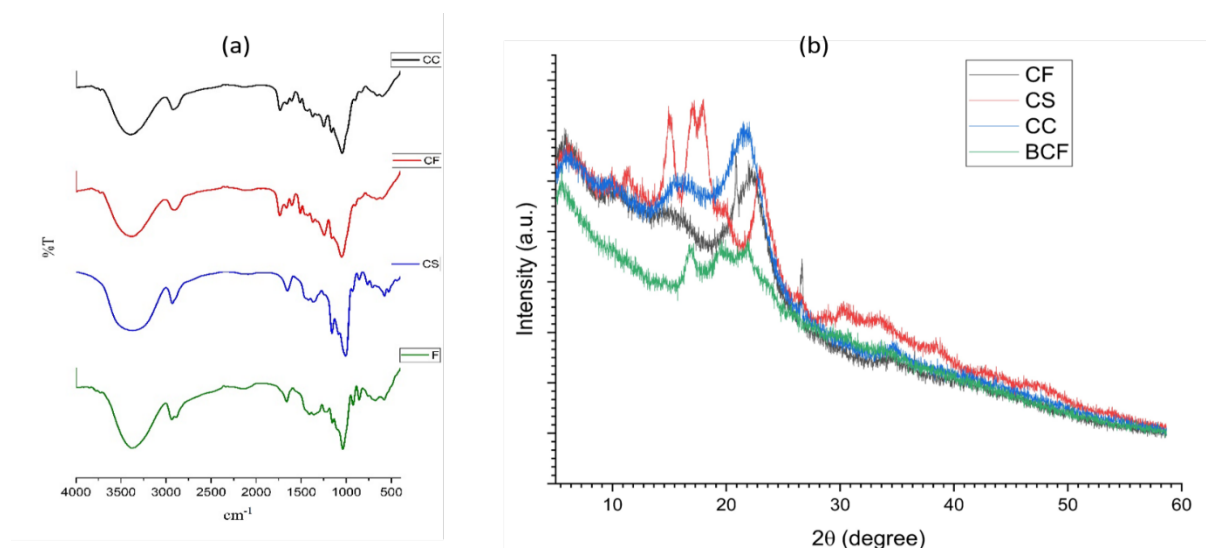 (a)
CC
CF
CS
F
%T
4000 3500 3000 2500 2000 1500 1000 500
cm-1
(b)
CF
CS
CC
BCF
Intensity (a.u.)
10 20 30 40 50 60
2θ (degree)